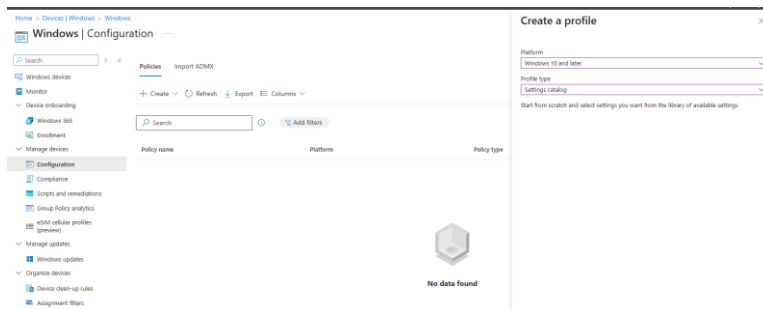 Home > Devices | Windows > Windows
Windows | Configuration
Search
Windows devices
Monitor
Device onboarding
Windows 365
Enrollment
Manage devices
Configuration
Compliance
Scripts and remediations
Group Policy analytics
eSIM cellular profiles
(preview)
Manage updates
Windows updates
Organize devices
Device clean-up rules
Assignment filters
Policies Import ADMX
+ Create Refresh Export Columns
Search Add filters
Policy name Platform Policy type
No data found
Create a profile
Platform
Windows 10 and later
Profile type
Settings catalog
Start from scratch and select settings you want from the library of available settings